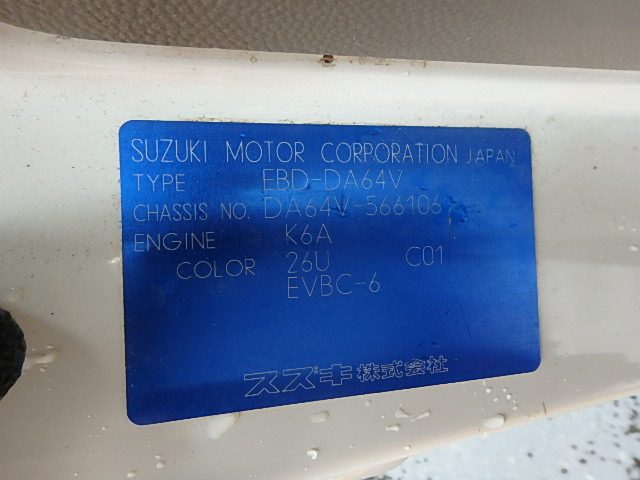 SUZUKI MOTOR CORPORATION JAPAN
TYPE EBD-DA64V
CHASSIS NO. DA64V-566106
ENGINE K6A
COLOR 26U C01
EVBC-6
スズキ株式会社